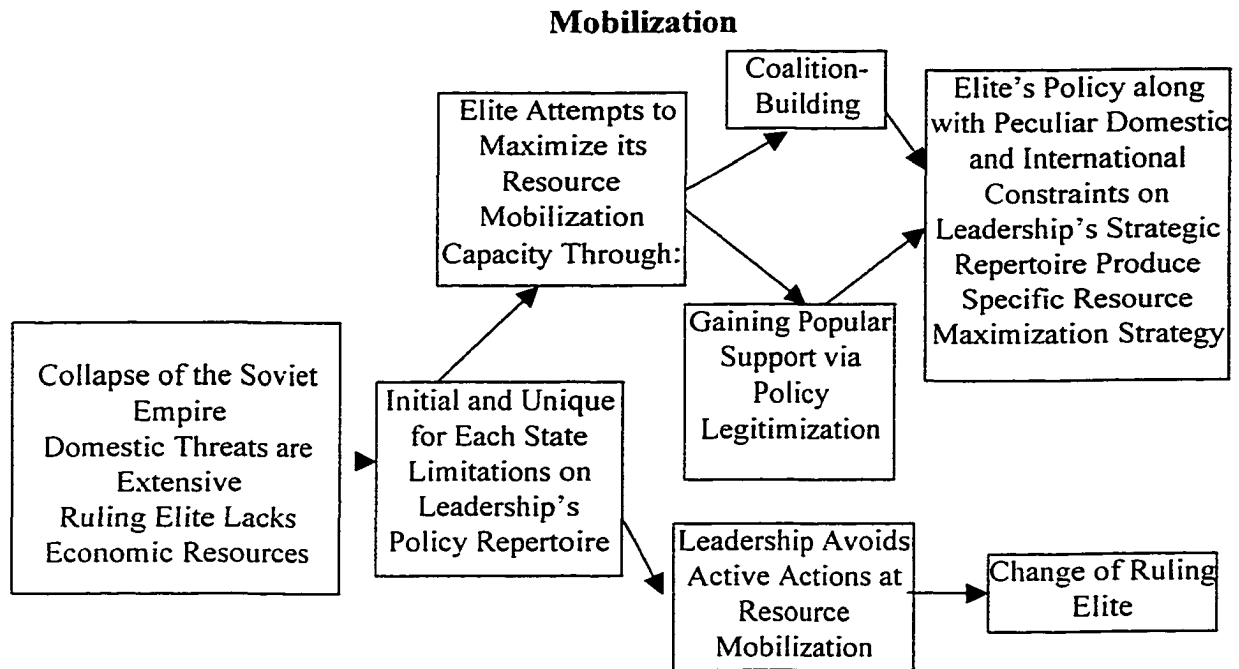 Mobilization
Collapse of the Soviet
Empire
Domestic Threats are
Extensive
Ruling Elite Lacks
Economic Resources
Initial and Unique
for Each State
Limitations on
Leadership's
Policy Repertoire
Elite Attempts to
Maximize its
Resource
Mobilization
Capacity Through:
Coalition-
Building
Gaining Popular
Support via
Policy
Legitimization
Elite's Policy along
with Peculiar Domestic
and International
Constraints on
Leadership's Strategic
Repertoire Produce
Specific Resource
Maximization Strategy
Leadership Avoids
Active Actions at
Resource
Mobilization
Change of Ruling
Elite